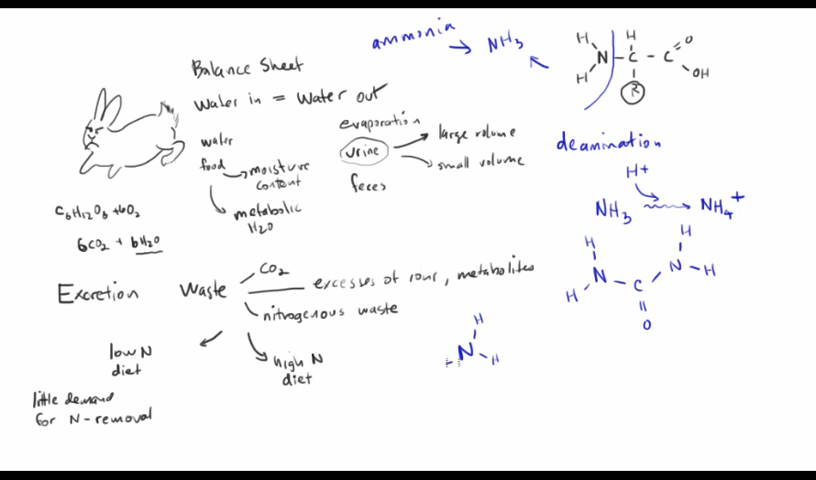 ammonia
NH3
H
H
N - C - C
O
OH
H
R
Balance Sheet
Water in = Water out
evaporation
water
urine
large volume
small volume
food
moisture
content
feces
metabolic
H2O
C6H12O6 + 6O2
6CO2 + 6H2O
deamination
H+
NH3
NH4+
H
H
N - C
N - H
H
O
Excretion
Waste
CO2
excesses of ions, metabolites
nitrogenous waste
low N
diet
high N
diet
little demand
for N-removal
H
N
H